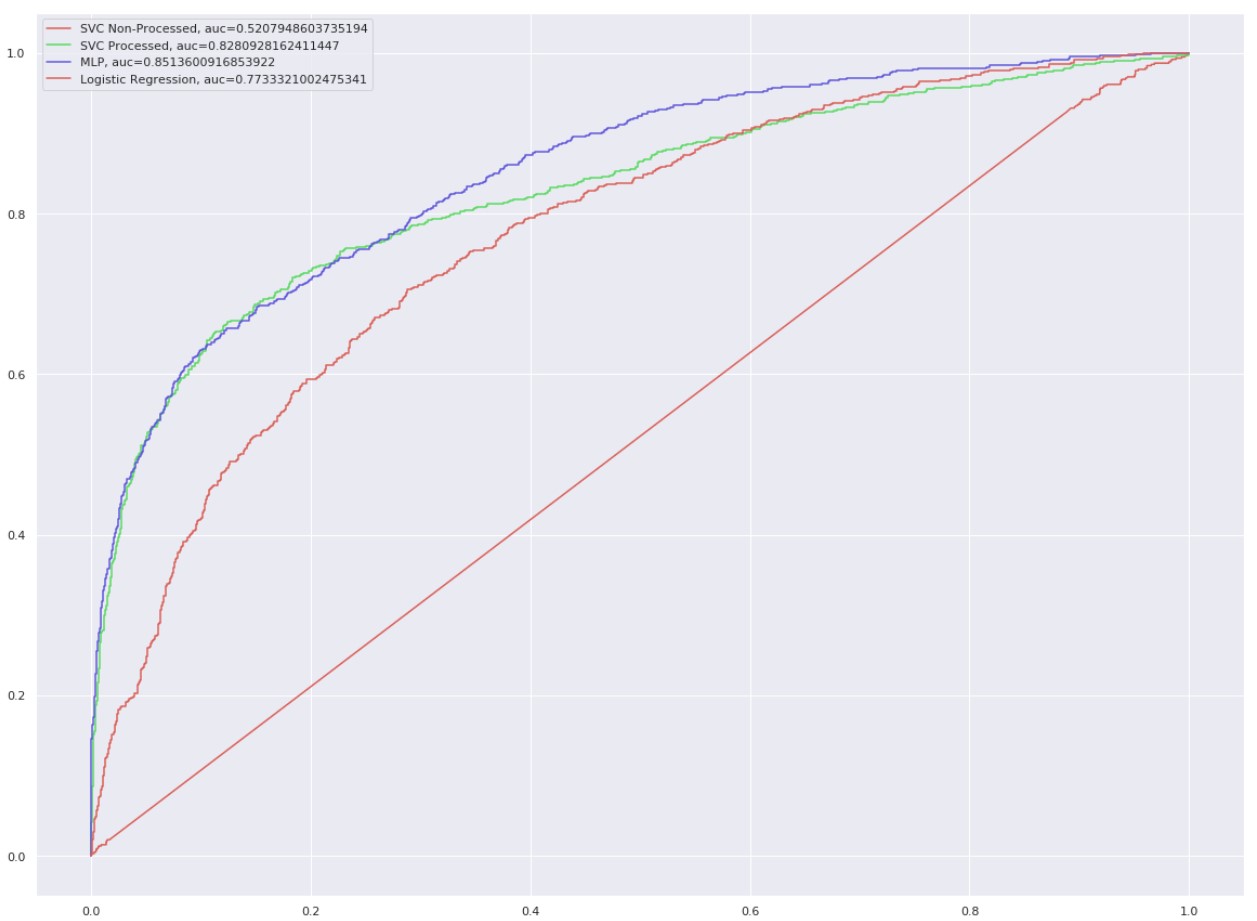 SVC Non-Processed, auc=0.5207948603735194
SVC Processed, auc=0.8280928162411447
MLP, auc=0.8513600916853922
Logistic Regression, auc=0.7733321002475341
1.0
0.8
0.6
0.4
0.2
0.0
0.0 0.2 0.4 0.6 0.8 1.0